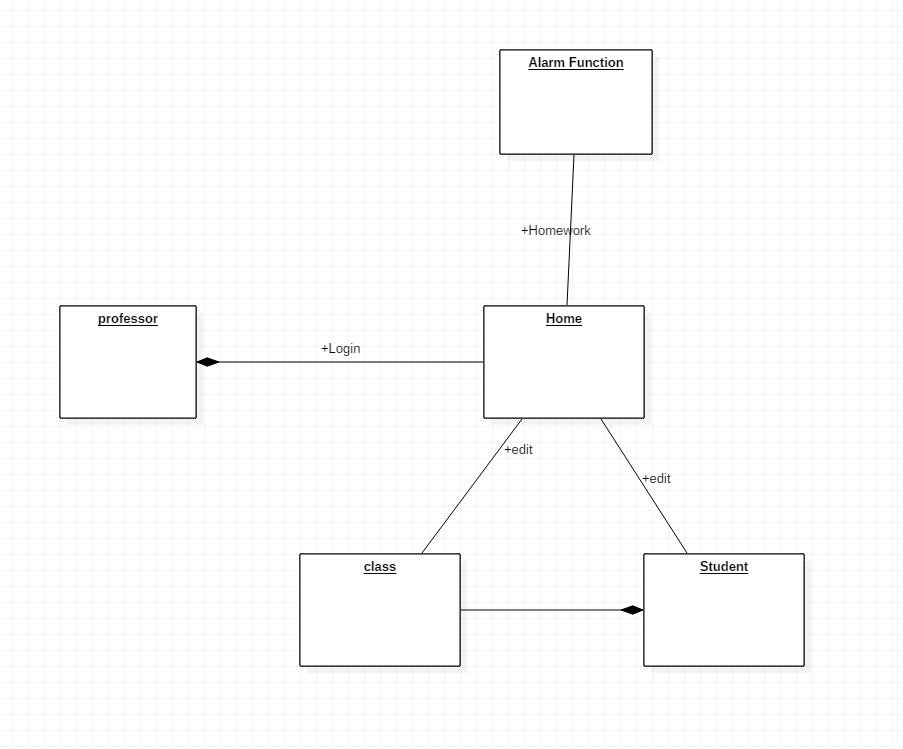 Alarm Function
+Homework
professor
+Login
Home
+edit
+edit
class
Student